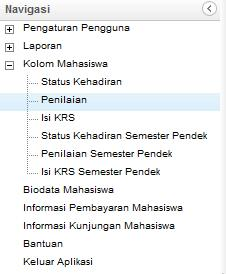 Navigasi
Pengaturan Pengguna
Laporan
Kolom Mahasiswa
Status Kehadiran
Penilaian
Isi KRS
Status Kehadiran Semester Pendek
Penilaian Semester Pendek
Isi KRS Semester Pendek
Biodata Mahasiswa
Informasi Pembayaran Mahasiswa
Informasi Kunjungan Mahasiswa
Bantuan
Keluar Aplikasi